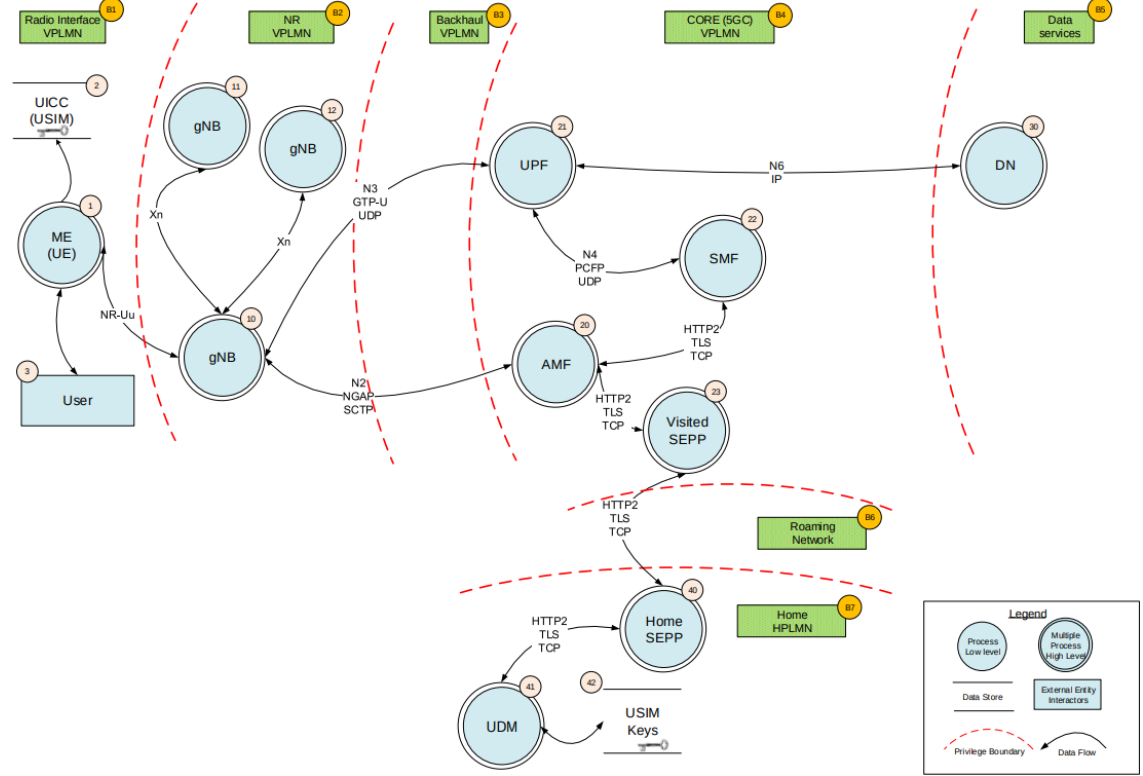 Radio Interface
VPLMN
B1
NR
VPLMN
B2
Backhaul
VPLMN
B3
CORE (5GC)
VPLMN
B4
Data
services
B5
2
UICC
(USIM)
11
gNB
12
gNB
21
UPF
30
DN
N6
IP
N3
GTP-U
UDP
1
ME
(UE)
Xn
Xn
22
SMF
N4
PCFP
UDP
NR-Uu
10
gNB
20
AMF
HTTP2
TLS
TCP
3
User
N2
NGAP
SCTP
HTTP2
TLS
TCP
23
Visited
SEPP
HTTP2
TLS
TCP
B6
Roaming
Network
40
Home
SEPP
B7
Home
HPLMN
HTTP2
TLS
TCP
41
UDM
42
USIM
Keys
Legend
Process
Low level
Multiple
Process
High Level
Data Store
External Entity
Interactors
Privilege Boundary
Data Flow